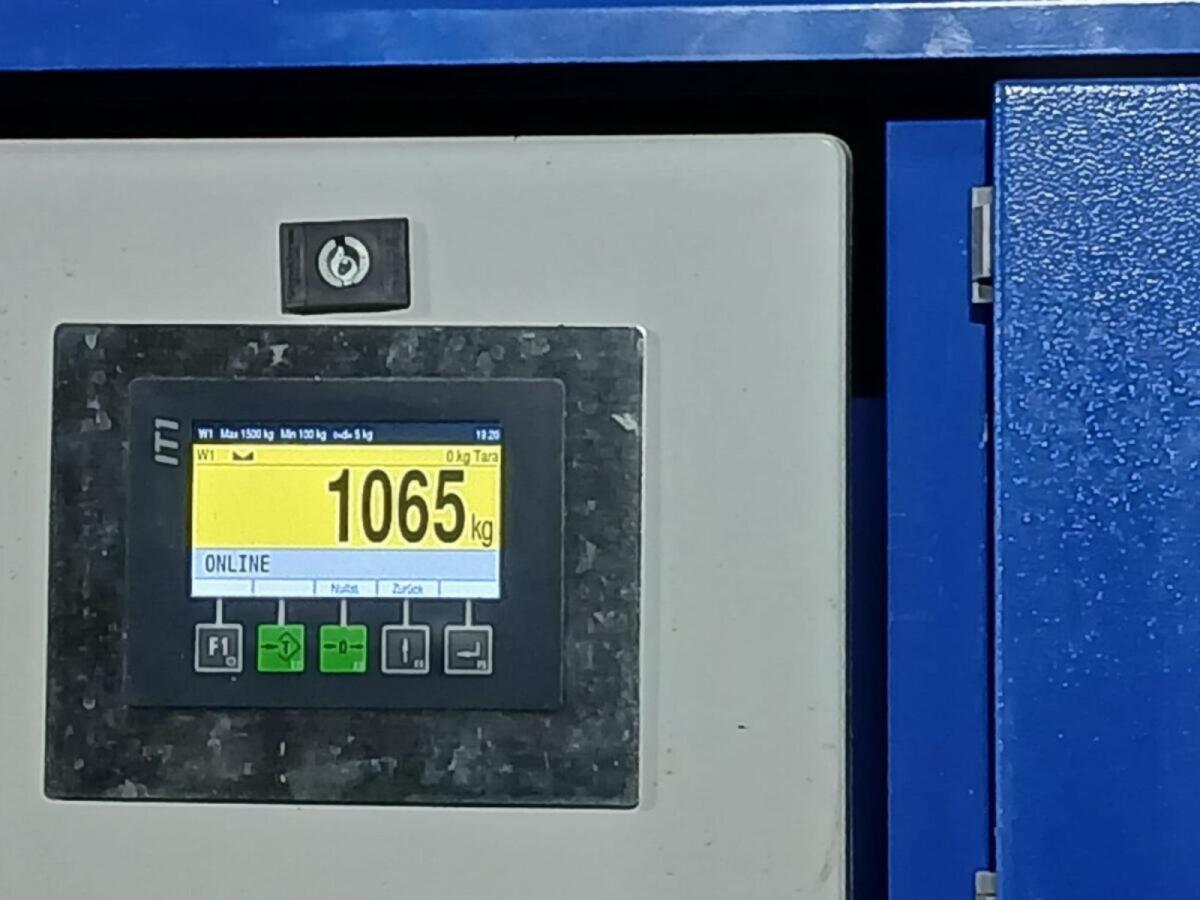 IT1
W1 Max 1500 kg Min 100 kg e=d= 5 kg 19:20
W1 0 kg Tara
1065 kg
ONLINE
Nullst. Zurück
F1 T 0